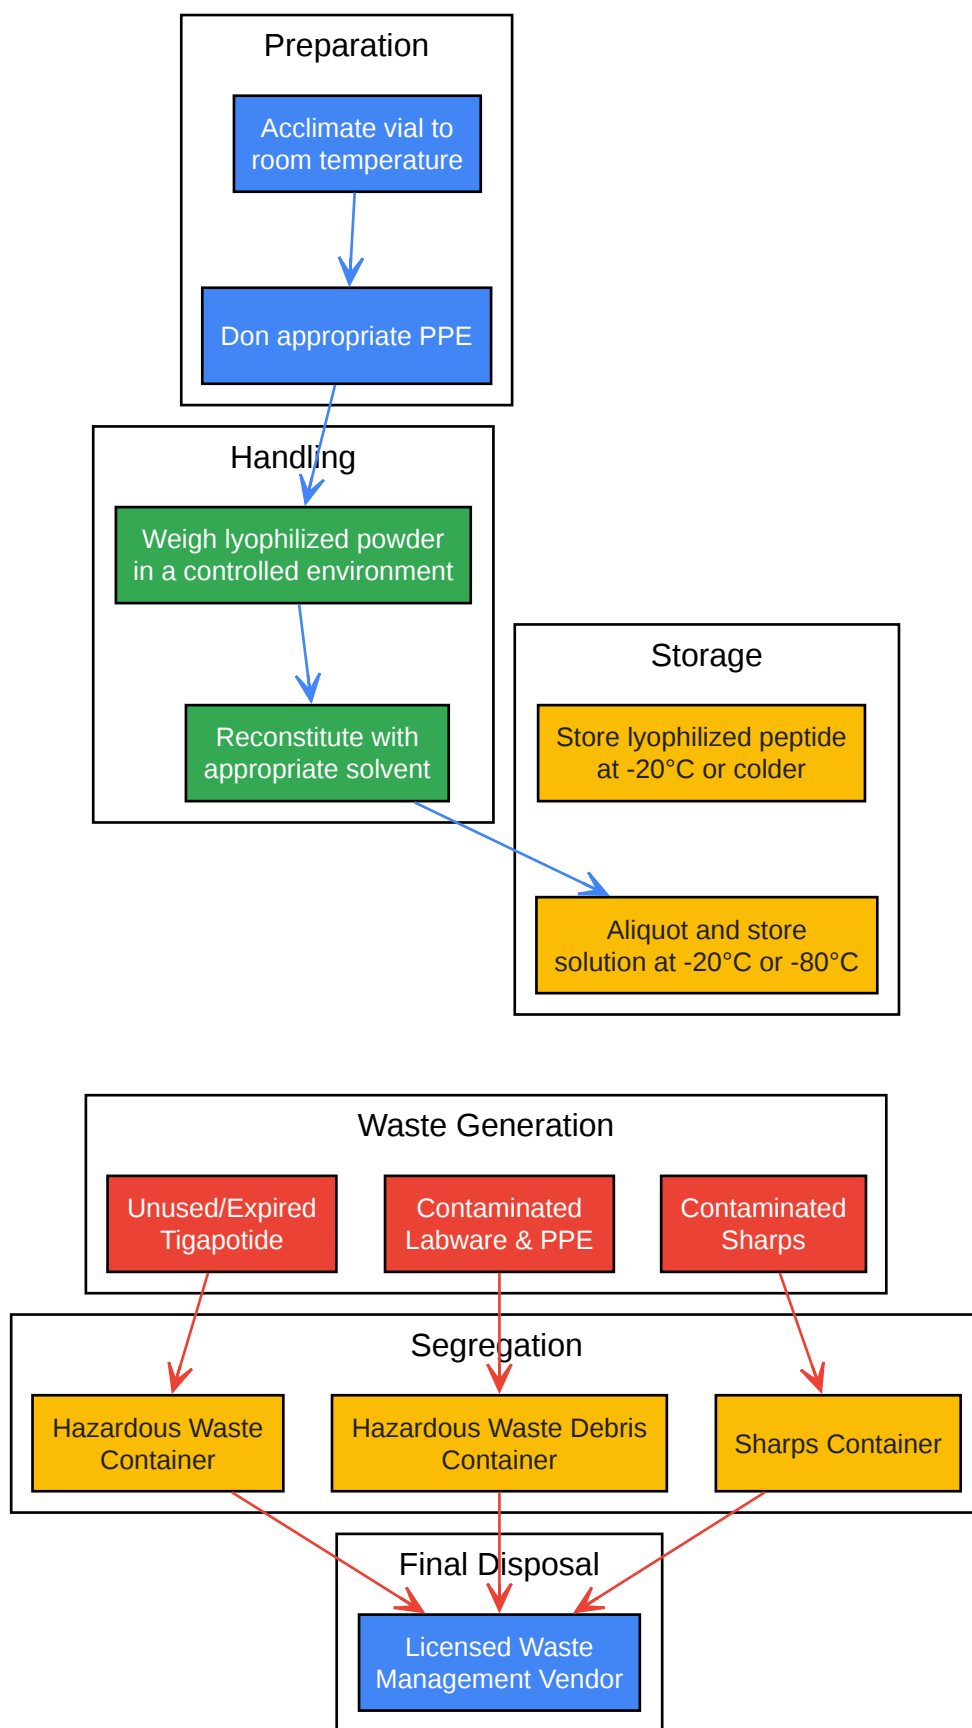 Preparation
Acclimate vial to
room temperature
Don appropriate PPE
Handling
Weigh lyophilized powder
in a controlled environment
Reconstitute with
appropriate solvent
Storage
Store lyophilized peptide
at -20°C or colder
Aliquot and store
solution at -20°C or -80°C
Waste Generation
Unused/Expired
Tigapotide
Contaminated
Labware & PPE
Contaminated
Sharps
Segregation
Hazardous Waste
Container
Hazardous Waste Debris
Container
Sharps Container
Final Disposal
Licensed Waste
Management Vendor